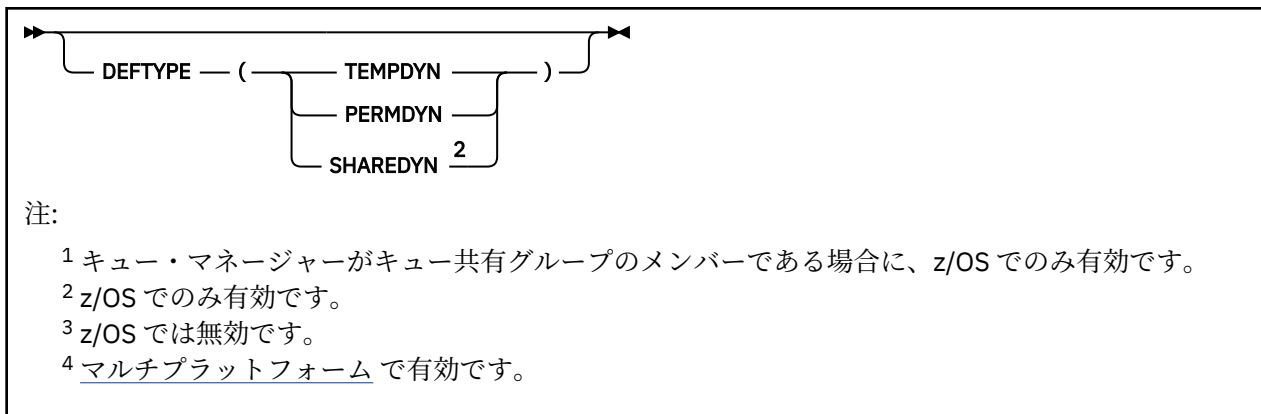 DEFTYPE ( TEMPDYN )
PERMDYN
SHAREDYN 2
注:
1 キュー・マネージャーがキュー共有グループのメンバーである場合に、z/OS でのみ有効です。
2 z/OS でのみ有効です。
3 z/OS では無効です。
4 マルチプラットフォーム で有効です。